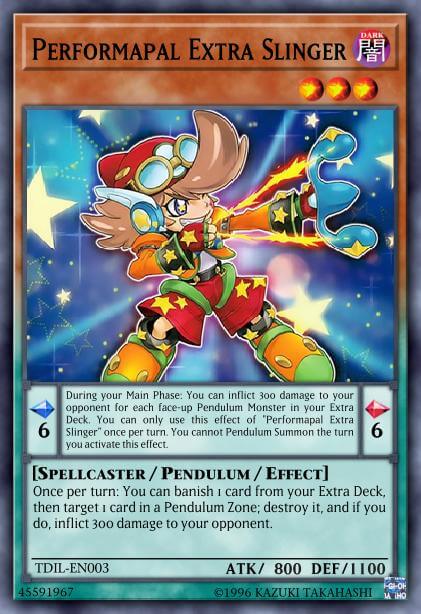 PERFORMAPAL EXTRA SLINGER
DARK
闇
During your Main Phase: You can inflict 300 damage to your
opponent for each face-up Pendulum Monster in your Extra
Deck. You can only use this effect of "Performapal Extra
Slinger" once per turn. You cannot Pendulum Summon the turn
you activate this effect.
6
6
[SPELLCASTER / PENDULUM / EFFECT]
Once per turn: You can banish 1 card from your Extra Deck,
then target 1 card in a Pendulum Zone; destroy it, and if you
do, inflict 300 damage to your opponent.
TDIL-EN003
ATK/ 800 DEF/1100
45591967
©1996 KAZUKI TAKAHASHI